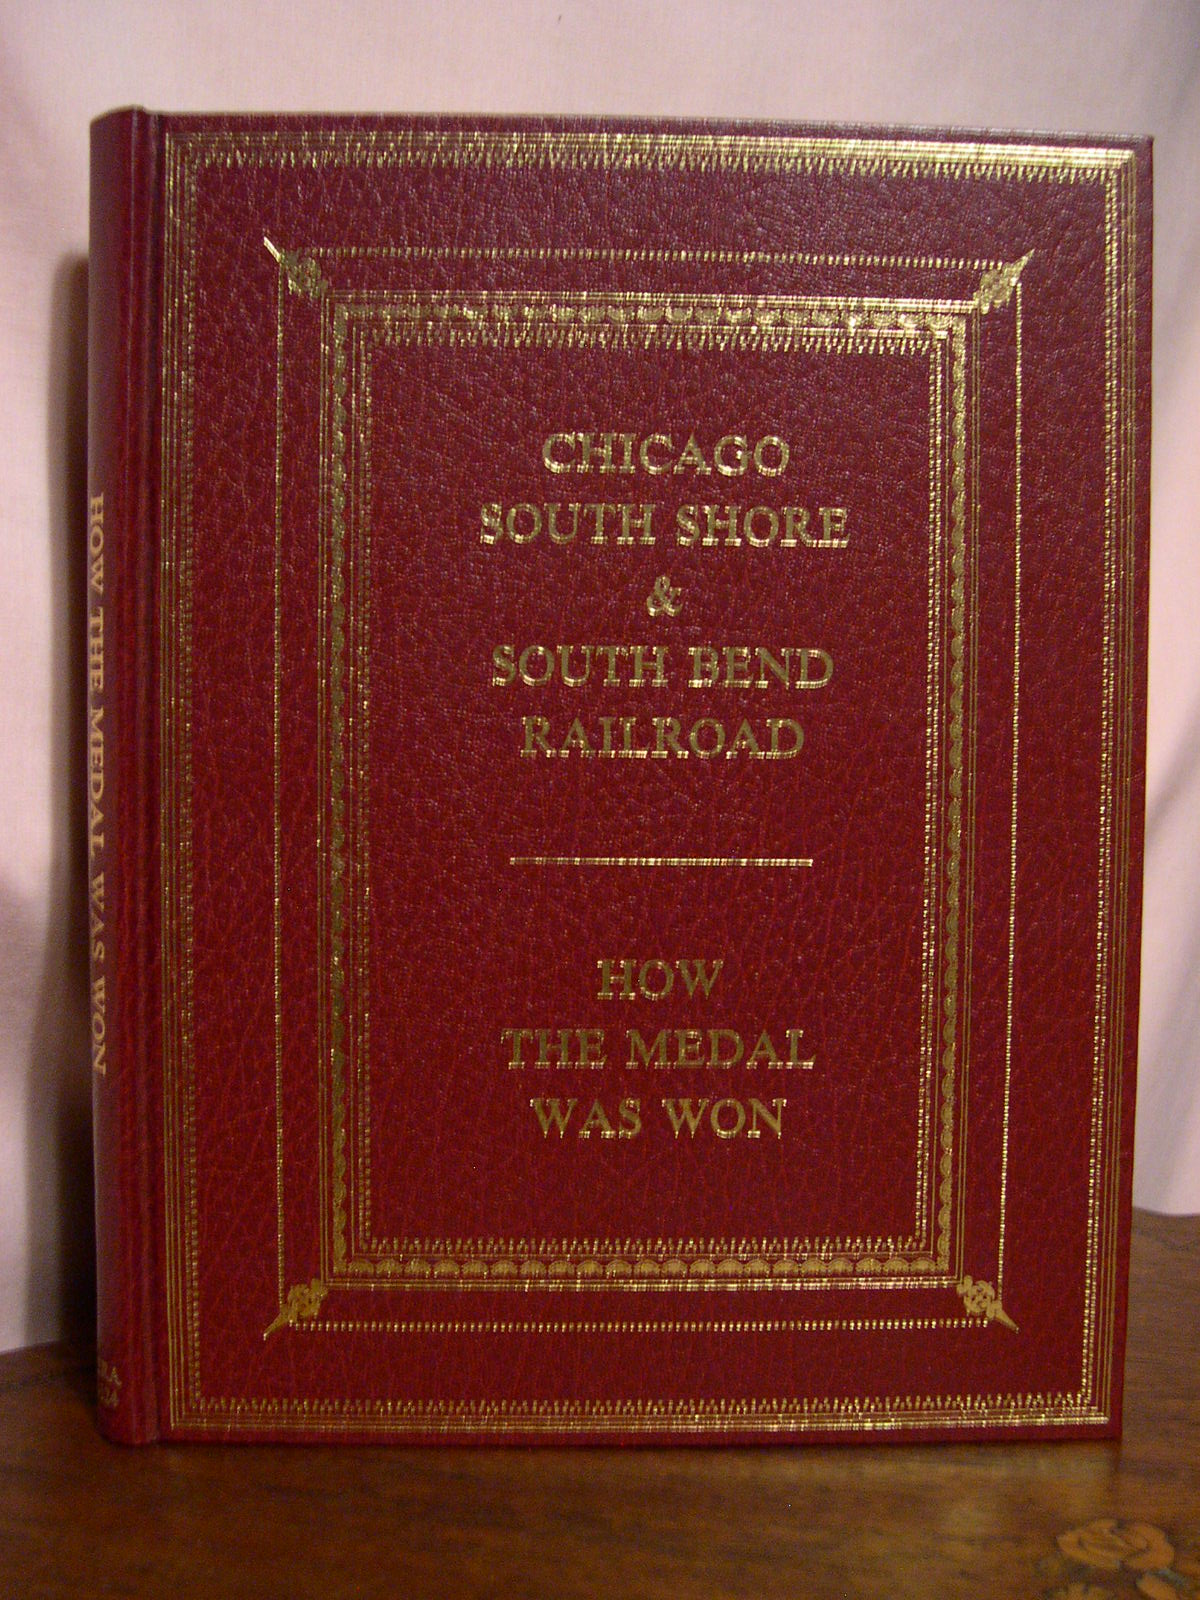 CHICAGO
SOUTH SHORE
&
SOUTH BEND
RAILROAD
HOW
THE MEDAL
WAS WON
HOW THE MEDAL WAS WON